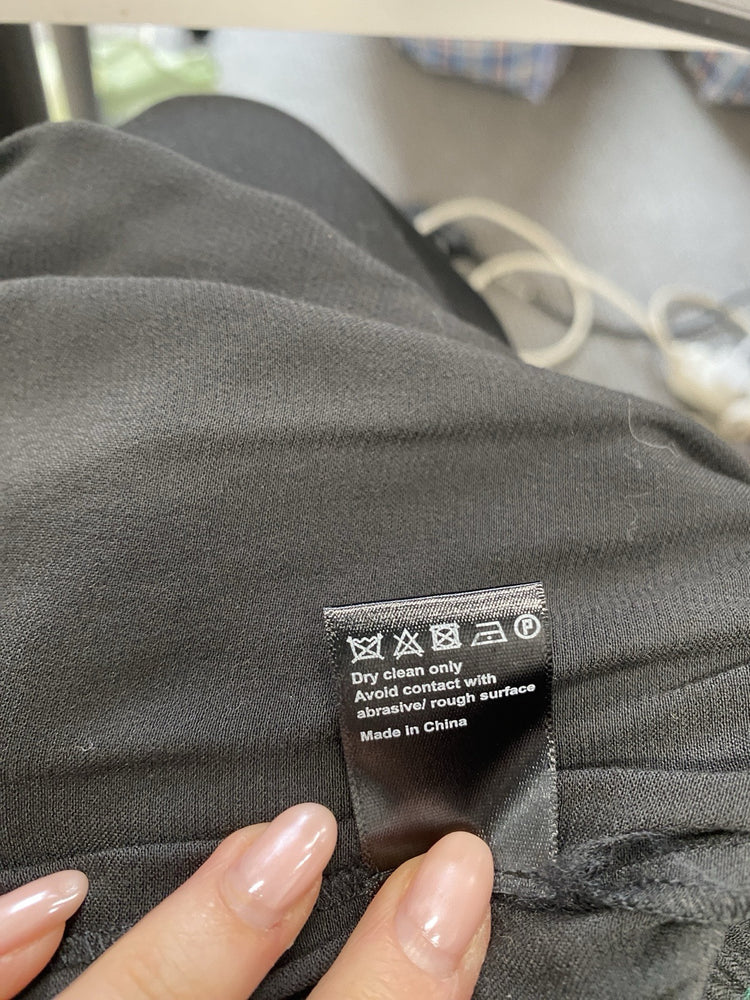 P
Dry clean only
Avoid contact with
abrasive/ rough surface
Made in China